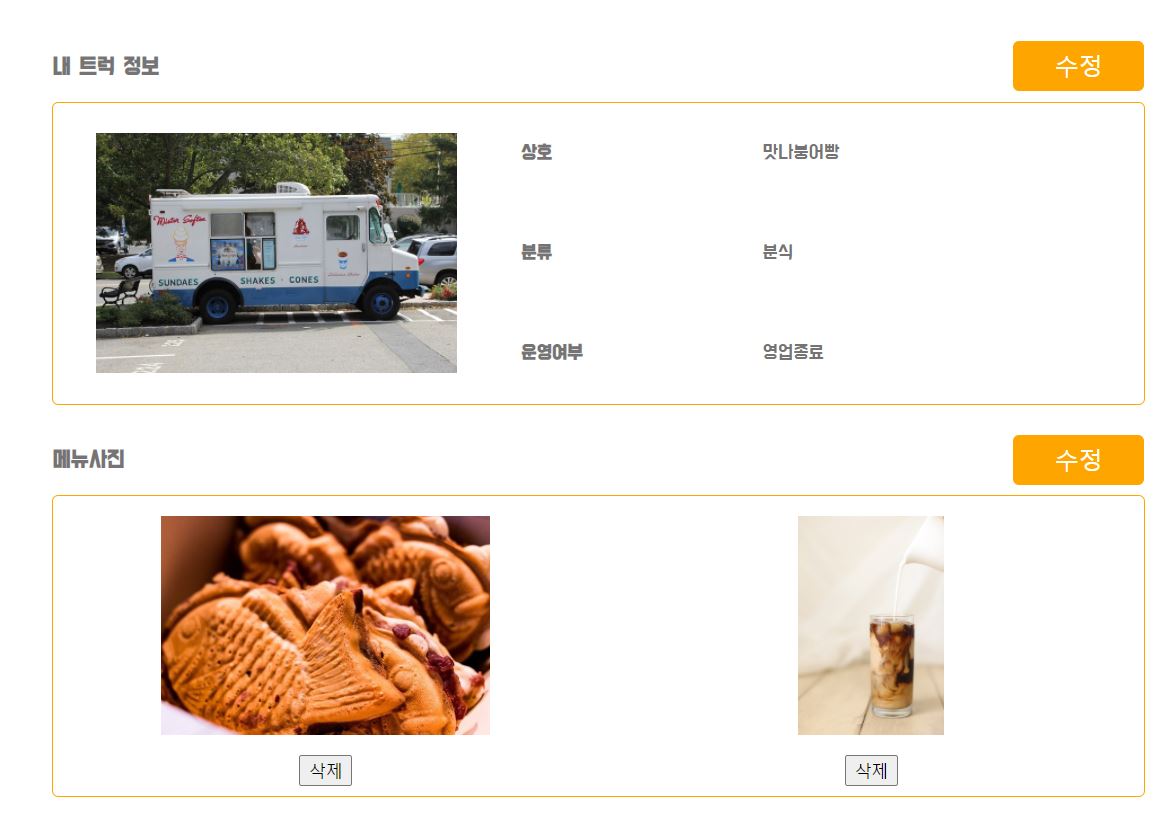 내 트럭 정보
수정
Mister Softee
SUNDAES SHAKES · CONES
상호 맛나붕어빵
분류 분식
운영여부 영업종료
메뉴사진
수정
삭제 삭제